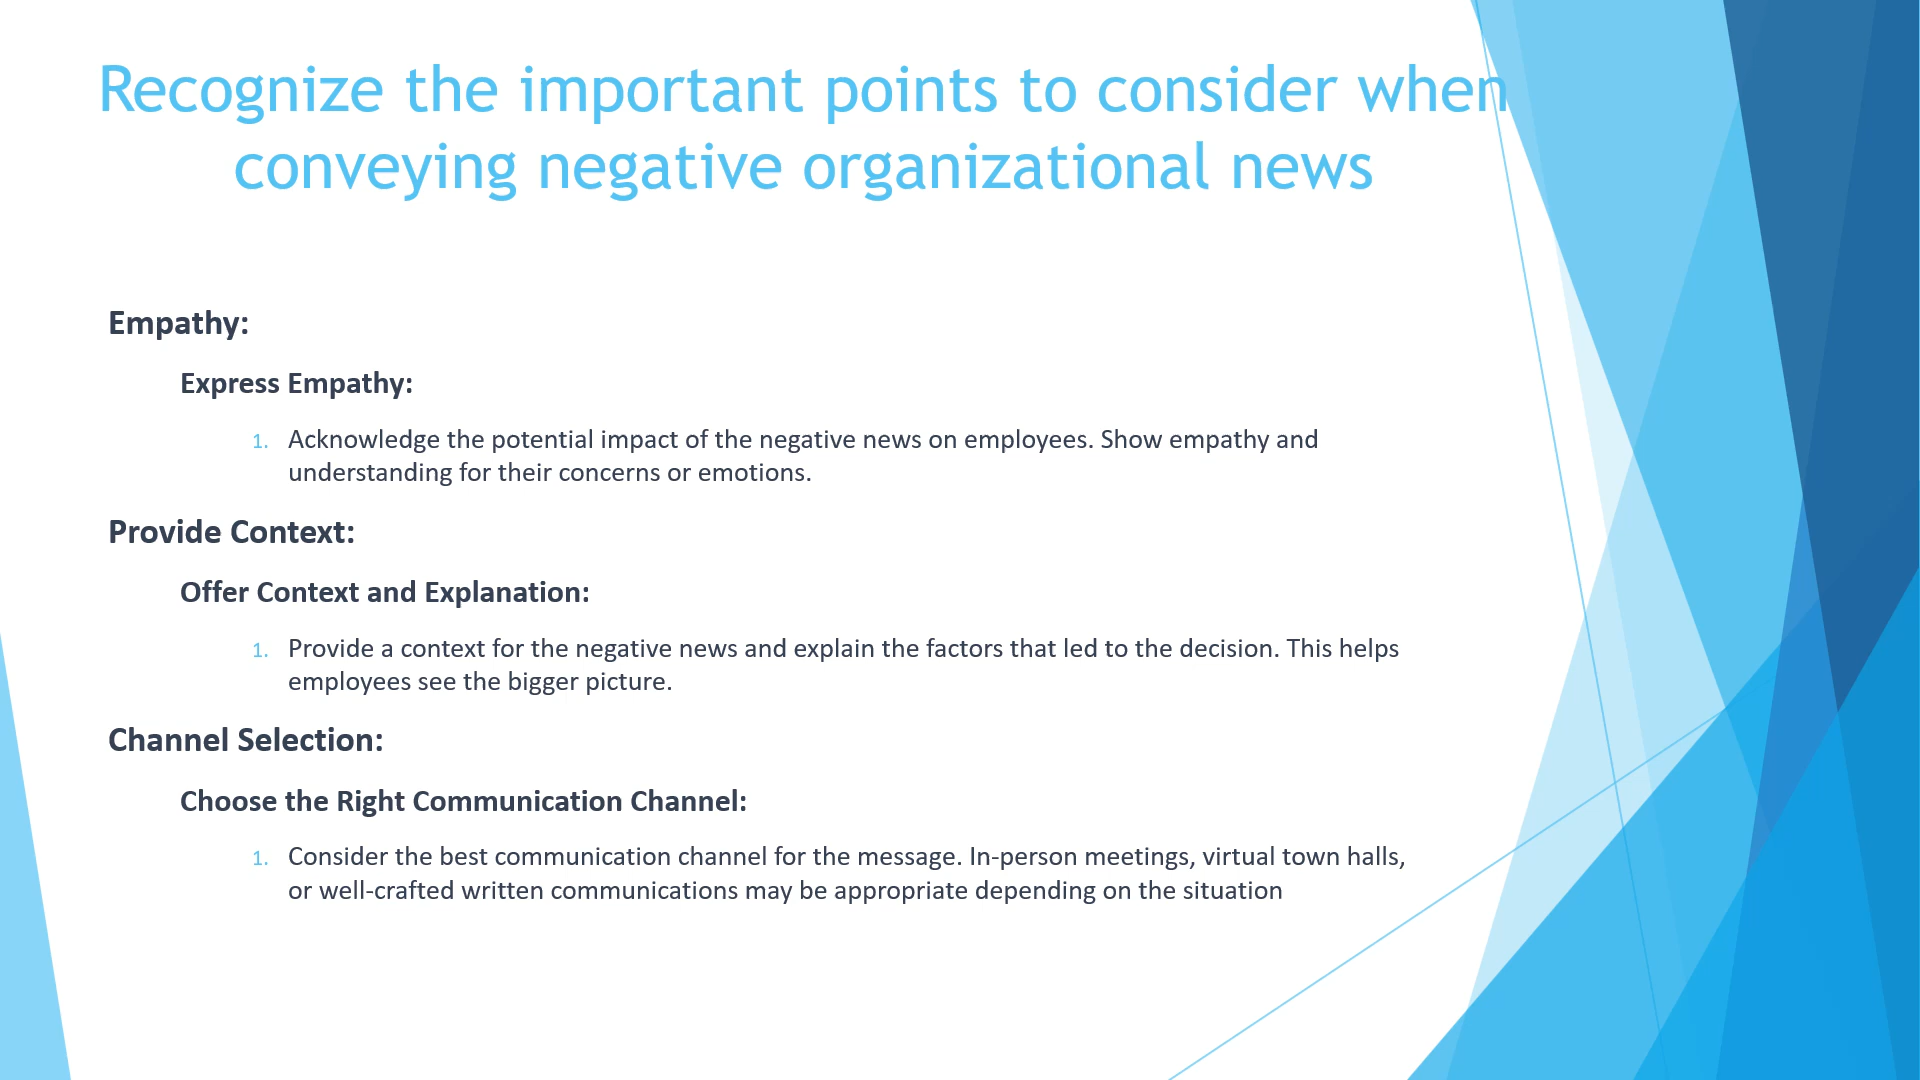 Recognize the important points to consider when
conveying negative organizational news
Empathy:
Express Empathy:
1. Acknowledge the potential impact of the negative news on employees. Show empathy and
understanding for their concerns or emotions.
Provide Context:
Offer Context and Explanation:
1. Provide a context for the negative news and explain the factors that led to the decision. This helps
employees see the bigger picture.
Channel Selection:
Choose the Right Communication Channel:
1. Consider the best communication channel for the message. In-person meetings, virtual town halls,
or well-crafted written communications may be appropriate depending on the situation